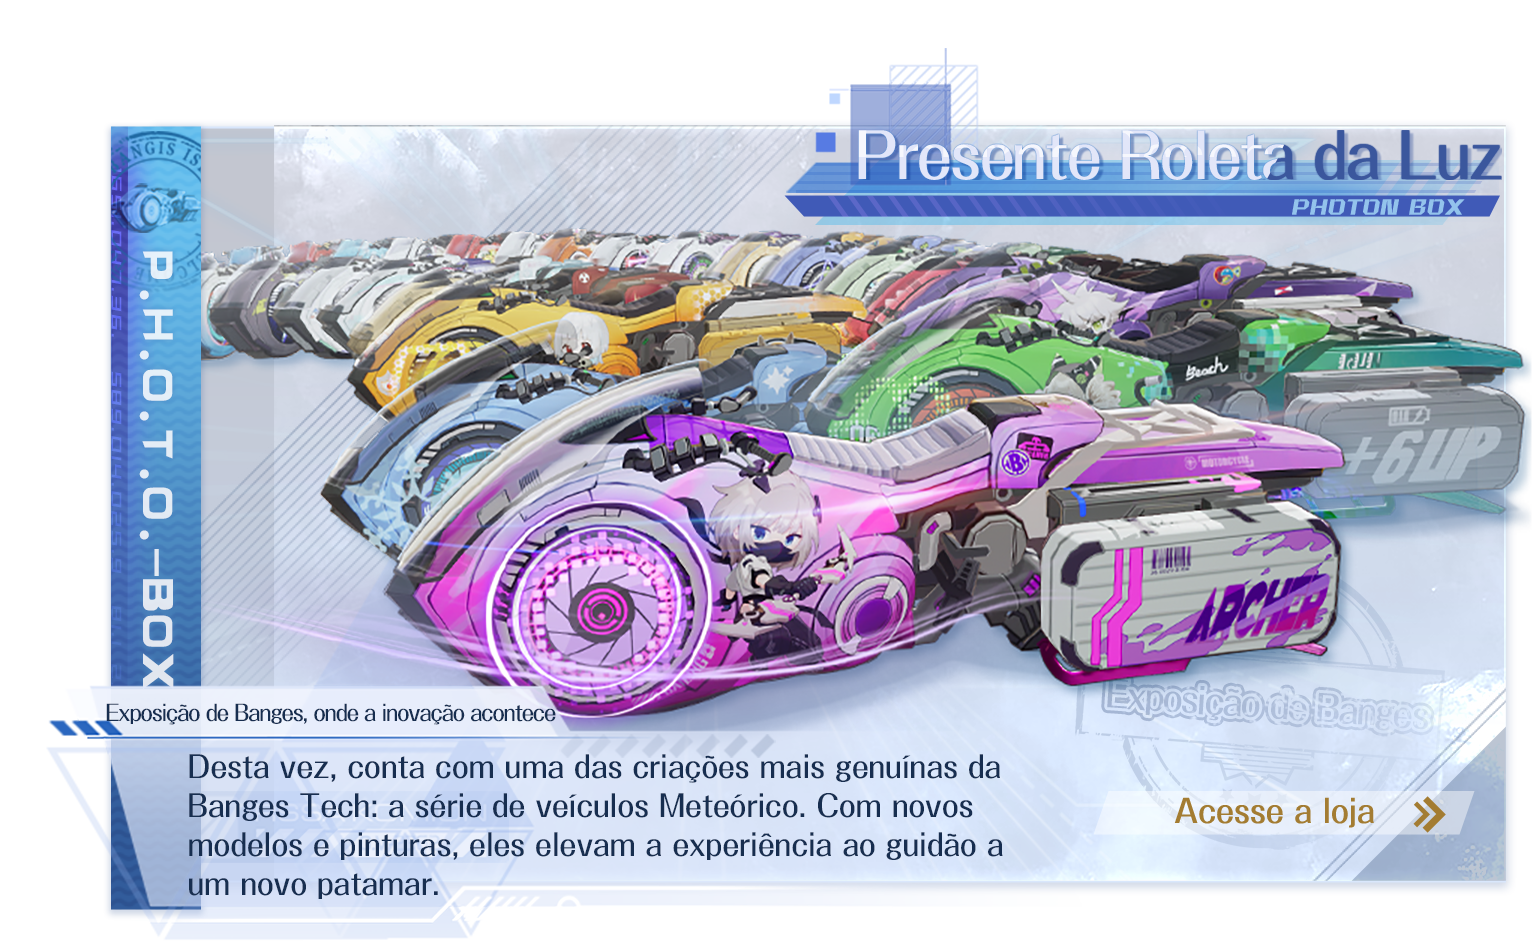 Presente Roleta da Luz
PHOTON BOX
P.H.O.T.O.-BOX
Beach
+6UP
MOTORCYCLE
ARCHER
Exposição de Banges
Exposição de Banges, onde a inovação acontece
Desta vez, conta com uma das criações mais genuínas da
Banges Tech: a série de veículos Meteórico. Com novos
modelos e pinturas, eles elevam a experiência ao guidão a
um novo patamar.
Acesse a loja